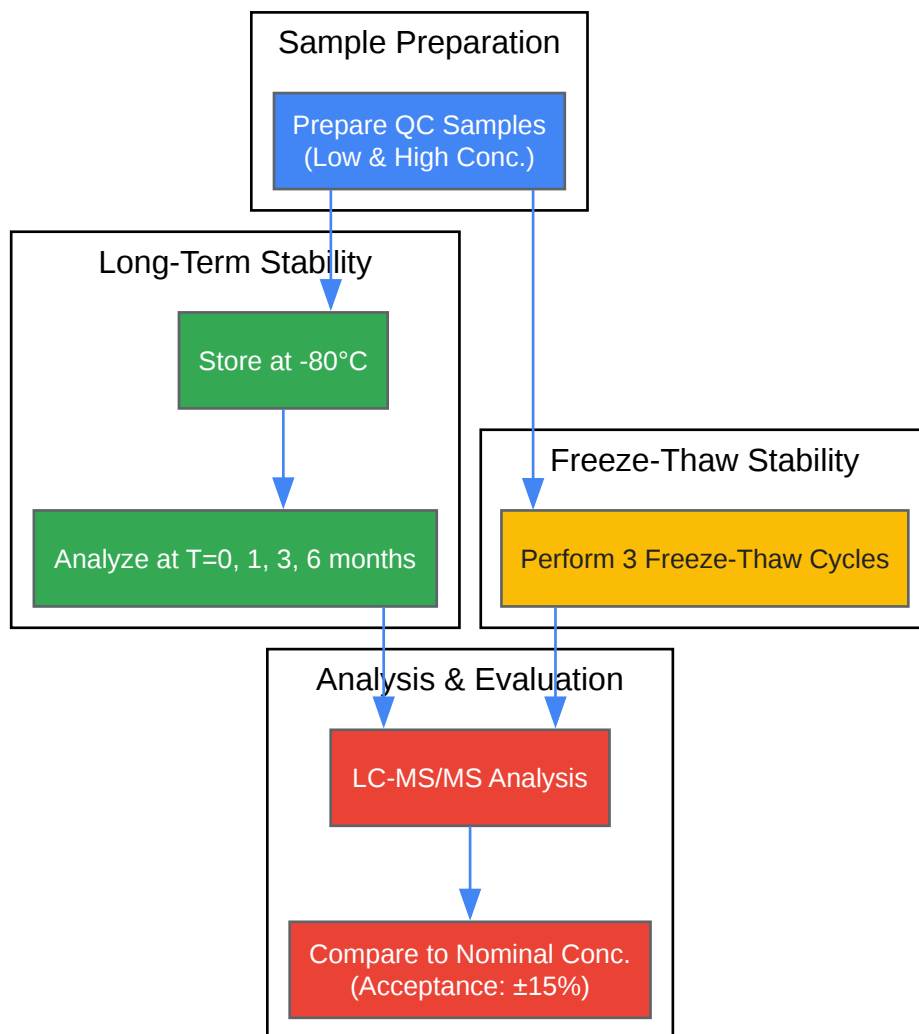 Sample Preparation
Prepare QC Samples
(Low & High Conc.)
Long-Term Stability
Store at -80°C
Analyze at T=0, 1, 3, 6 months
Freeze-Thaw Stability
Perform 3 Freeze-Thaw Cycles
Analysis & Evaluation
LC-MS/MS Analysis
Compare to Nominal Conc.
(Acceptance: ±15%)